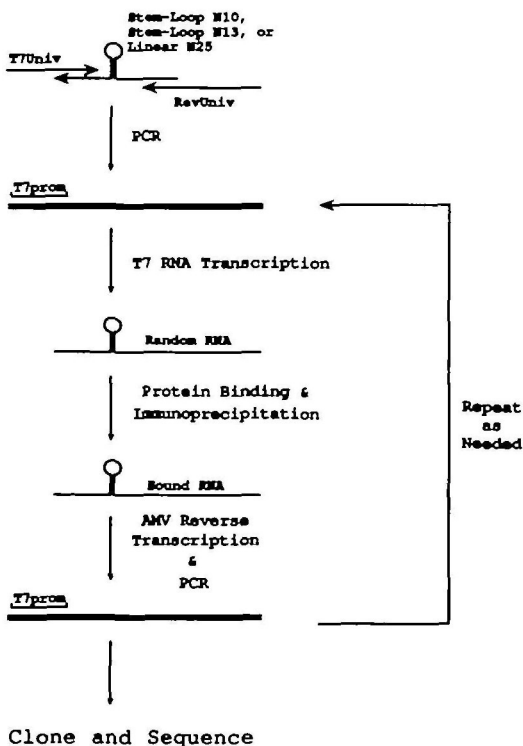 Stem-Loop N10,
Stem-Loop N13, or
Linear N25
T7Univ
RevUniv
PCR
T7prom
T7 RNA Transcription
Random RNA
Protein Binding &
Immunoprecipitation
Repeat
as
Needed
Bound RNA
AMV Reverse
Transcription
&
PCR
T7prom
Clone and Sequence